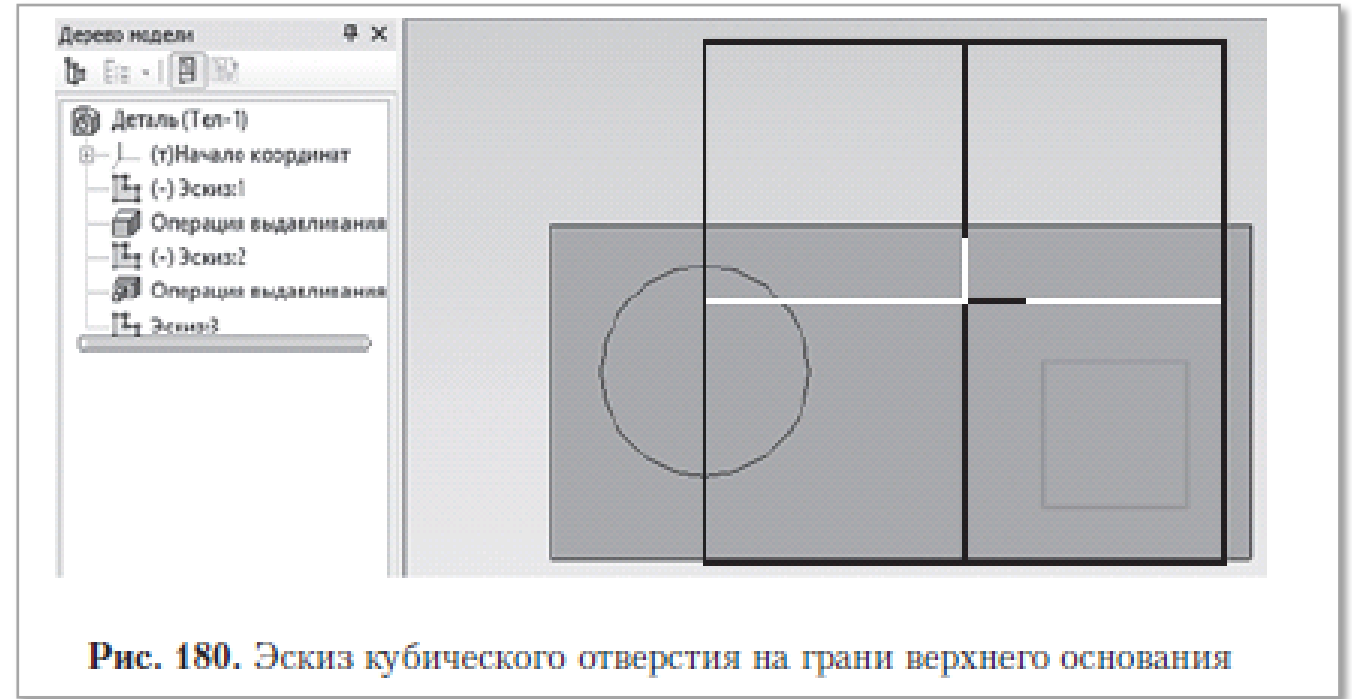 Дерево модели
Деталь (Тел-1)
(т)Начало координат
(-) Эскиз:1
Операция выдавливания
(-) Эскиз:2
Операция выдавливания
Эскиз:3
Рис. 180. Эскиз кубического отверстия на грани верхнего основания